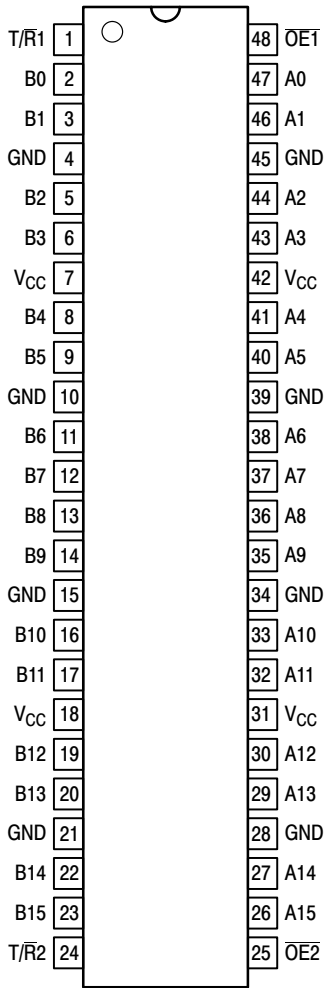 T/R̅1 1 48 O̅E̅1̅
B0 2 47 A0
B1 3 46 A1
GND 4 45 GND
B2 5 44 A2
B3 6 43 A3
VCC 7 42 VCC
B4 8 41 A4
B5 9 40 A5
GND 10 39 GND
B6 11 38 A6
B7 12 37 A7
B8 13 36 A8
B9 14 35 A9
GND 15 34 GND
B10 16 33 A10
B11 17 32 A11
VCC 18 31 VCC
B12 19 30 A12
B13 20 29 A13
GND 21 28 GND
B14 22 27 A14
B15 23 26 A15
T/R̅2 24 25 O̅E̅2̅